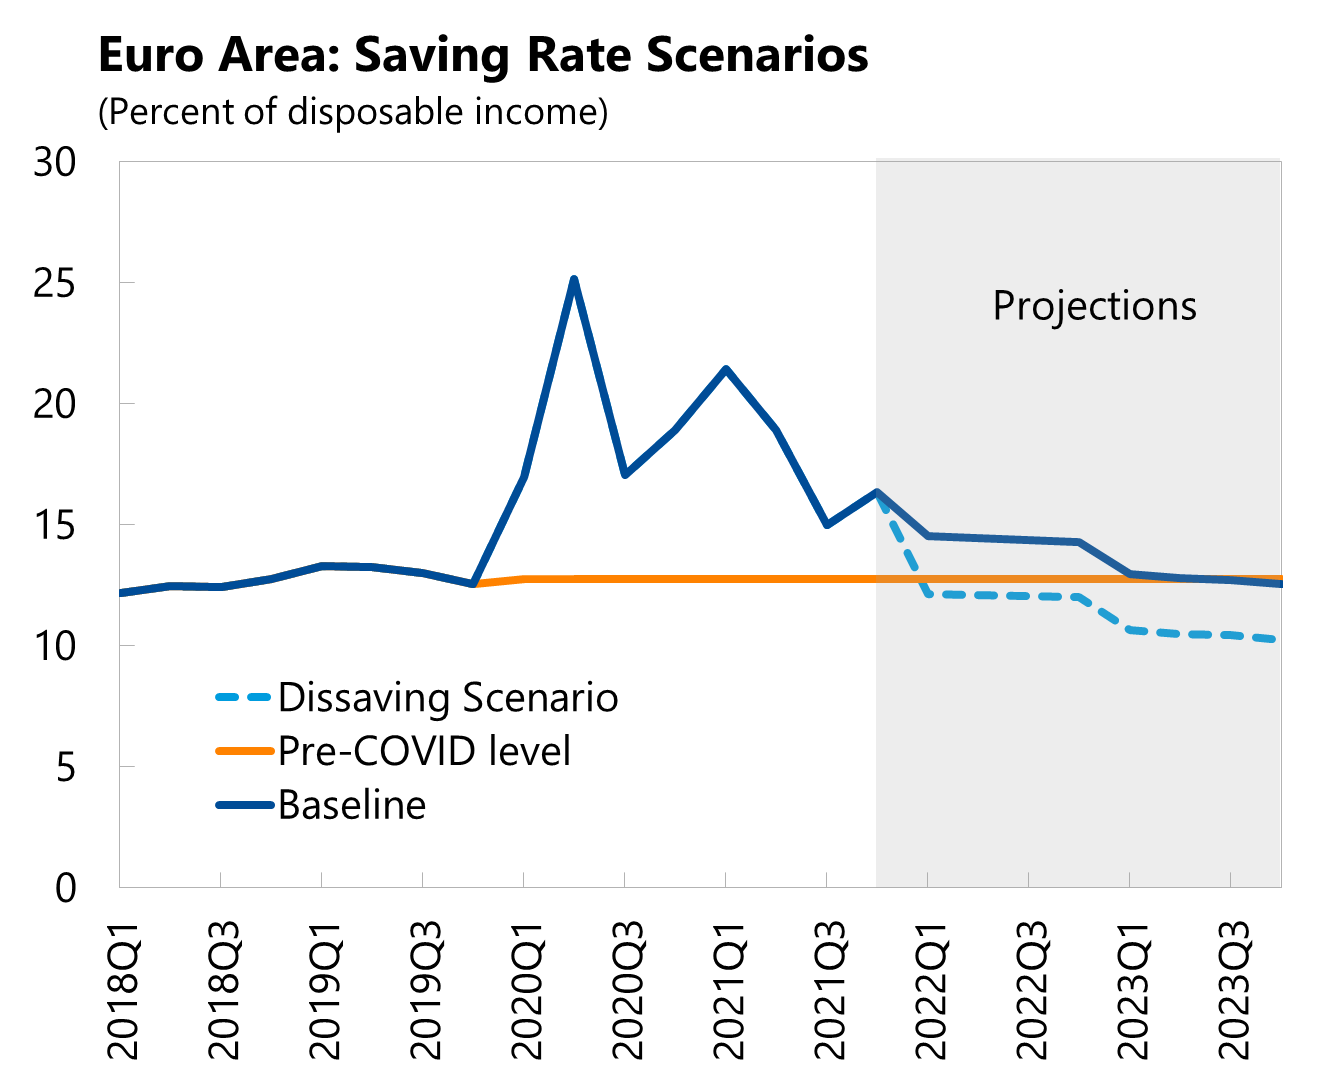 Euro Area: Saving Rate Scenarios
(Percent of disposable income)
30
25
20
15
10
5
0
Projections
Dissaving Scenario
Pre-COVID level
Baseline
2018Q1
2018Q3
2019Q1
2019Q3
2020Q1
2020Q3
2021Q1
2021Q3
2022Q1
2022Q3
2023Q1
2023Q3